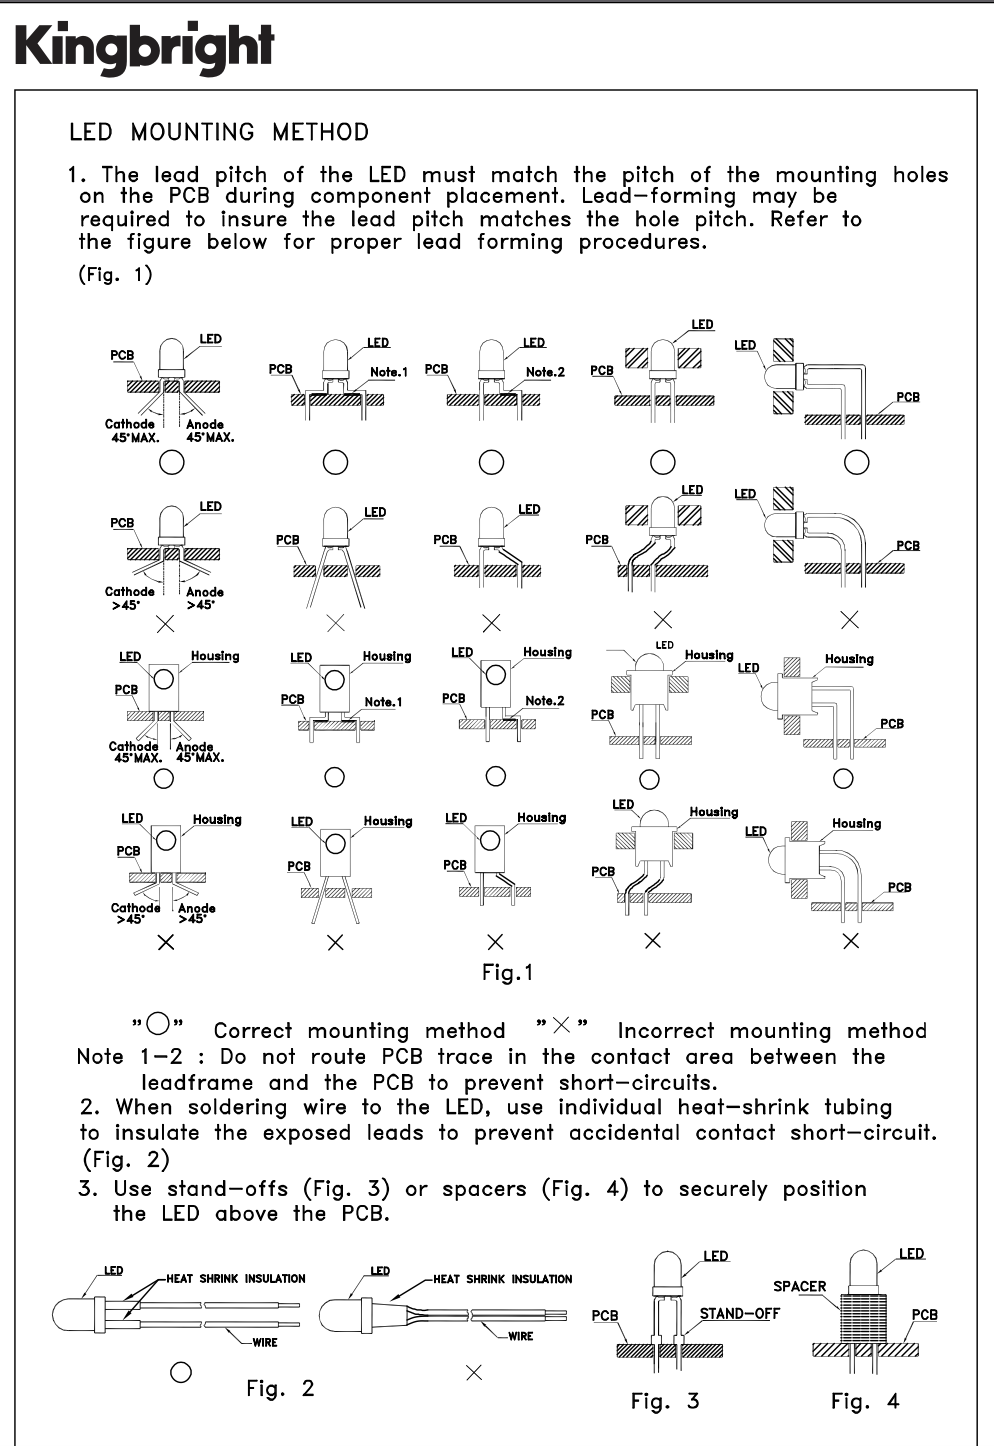 Kingbright
LED MOUNTING METHOD
1. The lead pitch of the LED must match the pitch of the mounting holes
on the PCB during component placement. Lead-forming may be
required to insure the lead pitch matches the hole pitch. Refer to
the figure below for proper lead forming procedures.
(Fig. 1)
LED
PCB
Cathode Anode
45°MAX. 45°MAX.
LED
PCB
Note.1
LED
PCB
Note.2
LED
PCB
LED
PCB
LED
PCB
Cathode Anode
>45° >45°
LED
PCB
LED
PCB
LED
PCB
LED
PCB
LED Housing
PCB
Cathode Anode
45°MAX. 45°MAX.
LED Housing
PCB
Note.1
LED Housing
PCB
Note.2
LED
Housing
PCB
Housing
LED
PCB
LED Housing
PCB
Cathode Anode
>45° >45°
LED Housing
PCB
LED Housing
PCB
LED
Housing
PCB
Housing
LED
PCB
Fig.1
"○" Correct mounting method "×" Incorrect mounting method
Note 1-2 : Do not route PCB trace in the contact area between the
leadframe and the PCB to prevent short-circuits.
2. When soldering wire to the LED, use individual heat-shrink tubing
to insulate the exposed leads to prevent accidental contact short-circuit.
(Fig. 2)
3. Use stand-offs (Fig. 3) or spacers (Fig. 4) to securely position
the LED above the PCB.
LED
HEAT SHRINK INSULATION
WIRE
LED
HEAT SHRINK INSULATION
WIRE
Fig. 2
LED
PCB
STAND-OFF
Fig. 3
LED
SPACER
PCB
Fig. 4